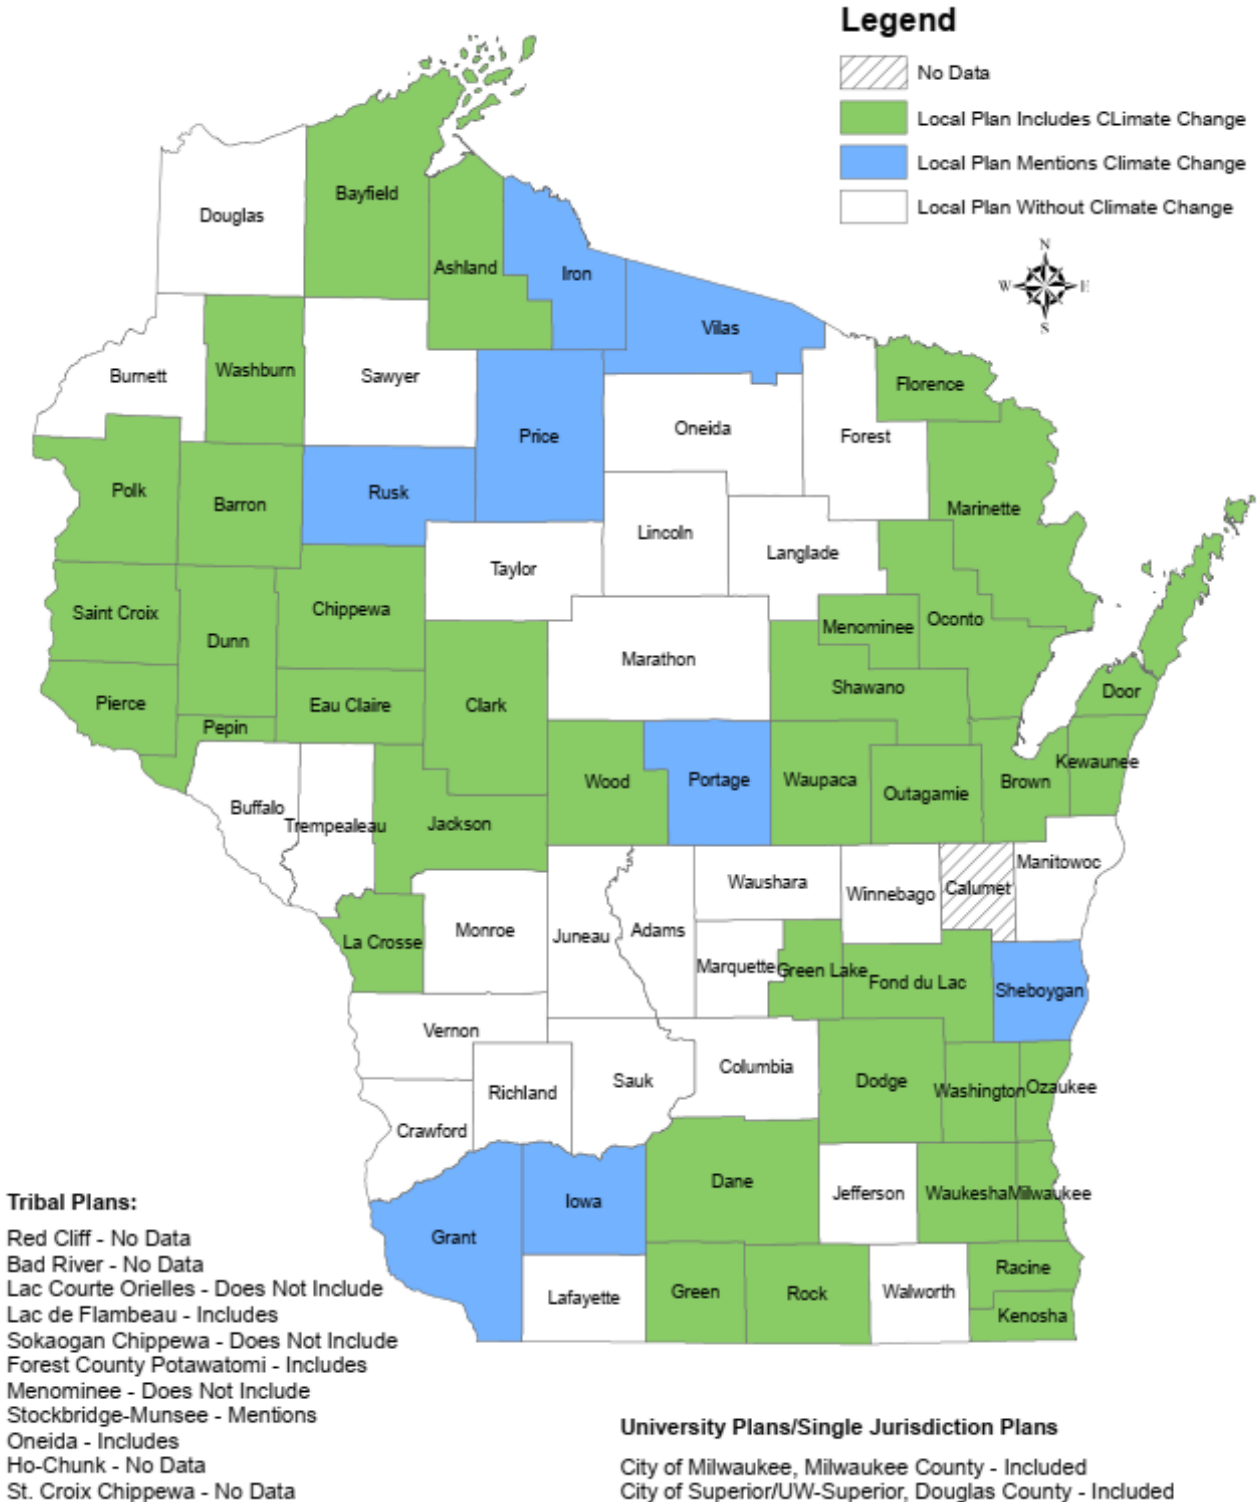 Legend
No Data
Local Plan Includes CLimate Change
Local Plan Mentions Climate Change
Local Plan Without Climate Change
N
W E
S
Douglas
Bayfield
Ashland
Iron
Vilas
Burnett
Washburn
Sawyer
Price
Oneida
Forest
Florence
Polk
Barron
Rusk
Lincoln
Langlade
Marinette
Taylor
Saint Croix
Dunn
Chippewa
Marathon
Menominee
Oconto
Shawano
Door
Pierce
Pepin
Eau Claire
Clark
Wood
Portage
Waupaca
Outagamie
Brown
Kewaunee
Buffalo
Trempealeau
Jackson
Waushara
Winnebago
Calumet
Manitowoc
La Crosse
Monroe
Juneau
Adams
Marquette
Green Lake
Fond du Lac
Sheboygan
Vernon
Richland
Sauk
Columbia
Dodge
Washington
Ozaukee
Crawford
Grant
Iowa
Dane
Jefferson
Waukesha
Milwaukee
Lafayette
Green
Rock
Walworth
Racine
Kenosha
Tribal Plans:
Red Cliff - No Data
Bad River - No Data
Lac Courte Orielles - Does Not Include
Lac de Flambeau - Includes
Sokaogan Chippewa - Does Not Include
Forest County Potawatomi - Includes
Menominee - Does Not Include
Stockbridge-Munsee - Mentions
Oneida - Includes
Ho-Chunk - No Data
St. Croix Chippewa - No Data
University Plans/Single Jurisdiction Plans
City of Milwaukee, Milwaukee County - Included
City of Superior/UW-Superior, Douglas County - Included